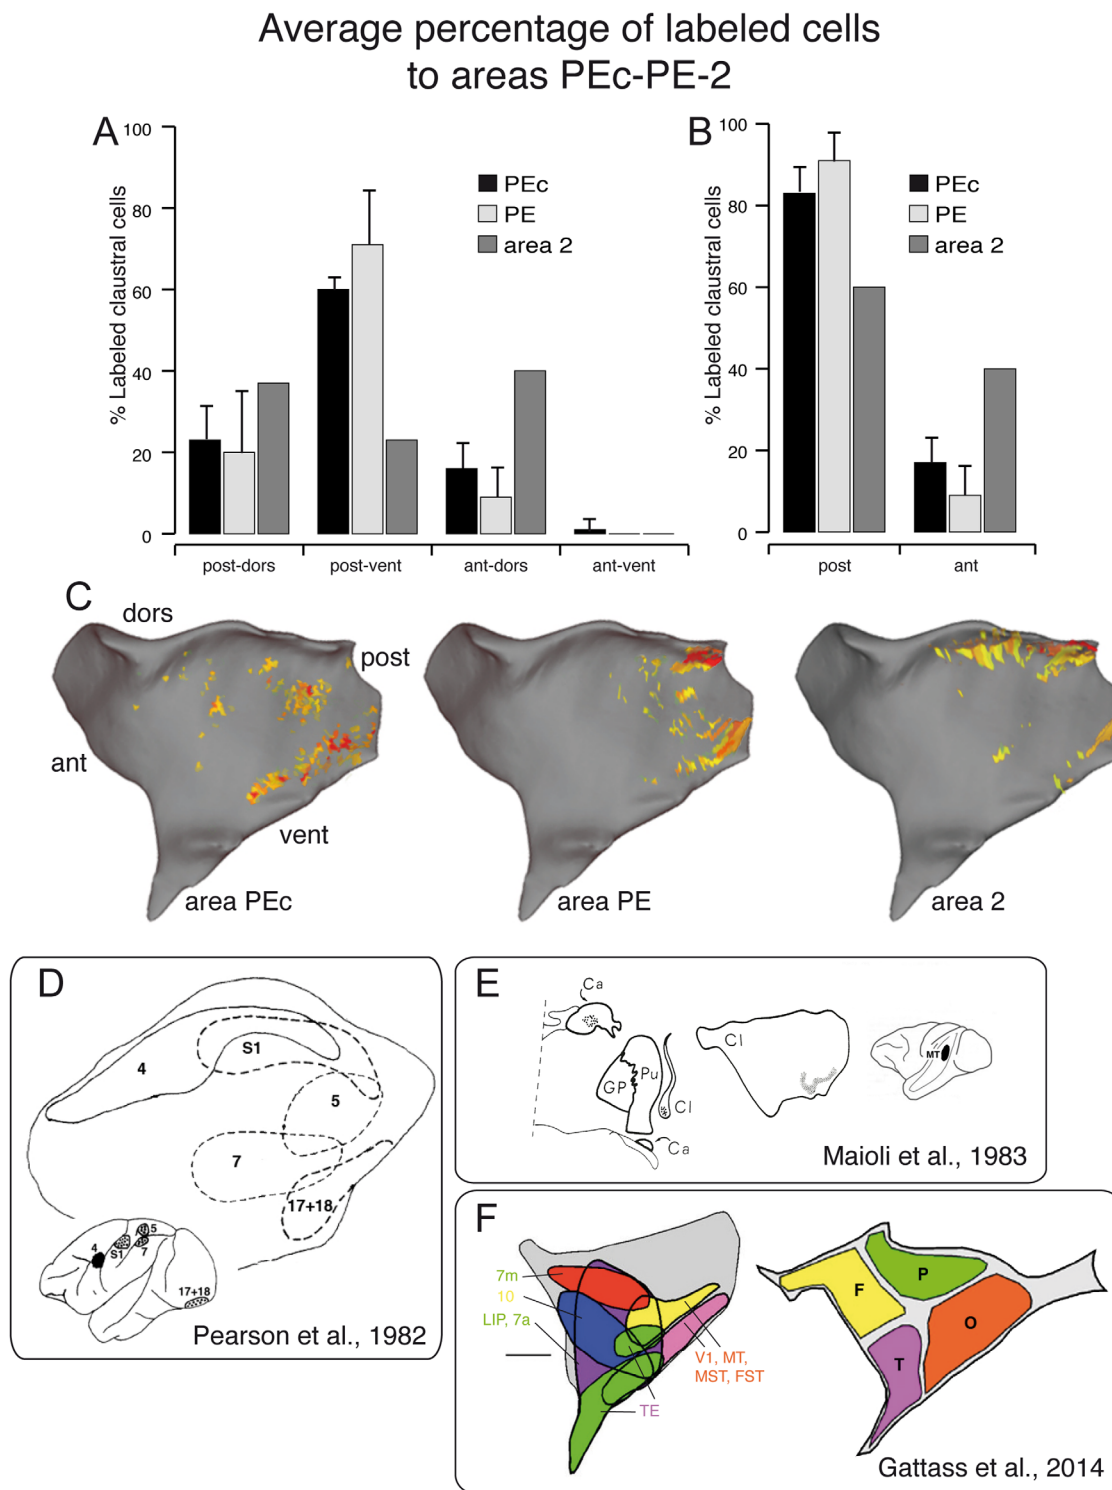 Average percentage of labeled cells
to areas PEc-PE-2
A
% Labeled claustral cells
100
80
60
40
20
0
PEc
PE
area 2
post-dors
post-vent
ant-dors
ant-vent
B
% Labeled claustral cells
100
80
60
40
20
0
PEc
PE
area 2
post
ant
C
dors
post
ant
vent
area PEc
area PE
area 2
D
4
S1
5
7
17+18
4
S1
5
7
17+18
Pearson et al., 1982
E
Ca
GP
Pu
Cl
Ca
Cl
MT
Maioli et al., 1983
F
7m
10
LIP, 7a
V1, MT,
MST, FST
TE
F
P
O
T
Gattass et al., 2014